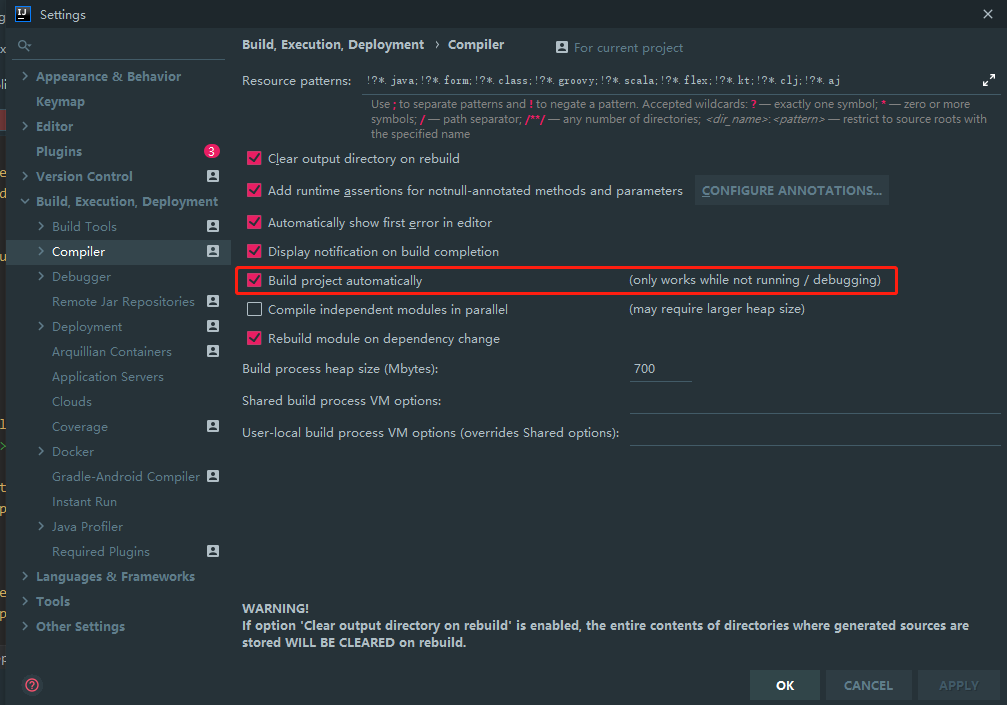 Settings
Build, Execution, Deployment › Compiler
For current project
Appearance & Behavior
Keymap
Editor
Plugins
3
Version Control
Build, Execution, Deployment
Build Tools
Compiler
Debugger
Remote Jar Repositories
Deployment
Arquillian Containers
Application Servers
Clouds
Coverage
Docker
Gradle-Android Compiler
Instant Run
Java Profiler
Required Plugins
Languages & Frameworks
Tools
Other Settings
Resource patterns: !?*.java;!?*.form;!?*.class;!?*.groovy;!?*.scala;!?*.flex;!?*.kt;!?*.clj;!?*.aj
Use ; to separate patterns and ! to negate a pattern. Accepted wildcards: ? — exactly one symbol; * — zero or more
symbols; / — path separator; /**/ — any number of directories; <dir_name>:<pattern> — restrict to source roots with
the specified name
Clear output directory on rebuild
Add runtime assertions for notnull-annotated methods and parameters
CONFIGURE ANNOTATIONS...
Automatically show first error in editor
Display notification on build completion
Build project automatically (only works while not running / debugging)
Compile independent modules in parallel (may require larger heap size)
Rebuild module on dependency change
Build process heap size (Mbytes): 700
Shared build process VM options:
User-local build process VM options (overrides Shared options):
WARNING!
If option 'Clear output directory on rebuild' is enabled, the entire contents of directories where generated sources are
stored WILL BE CLEARED on rebuild.
?
OK
CANCEL
APPLY